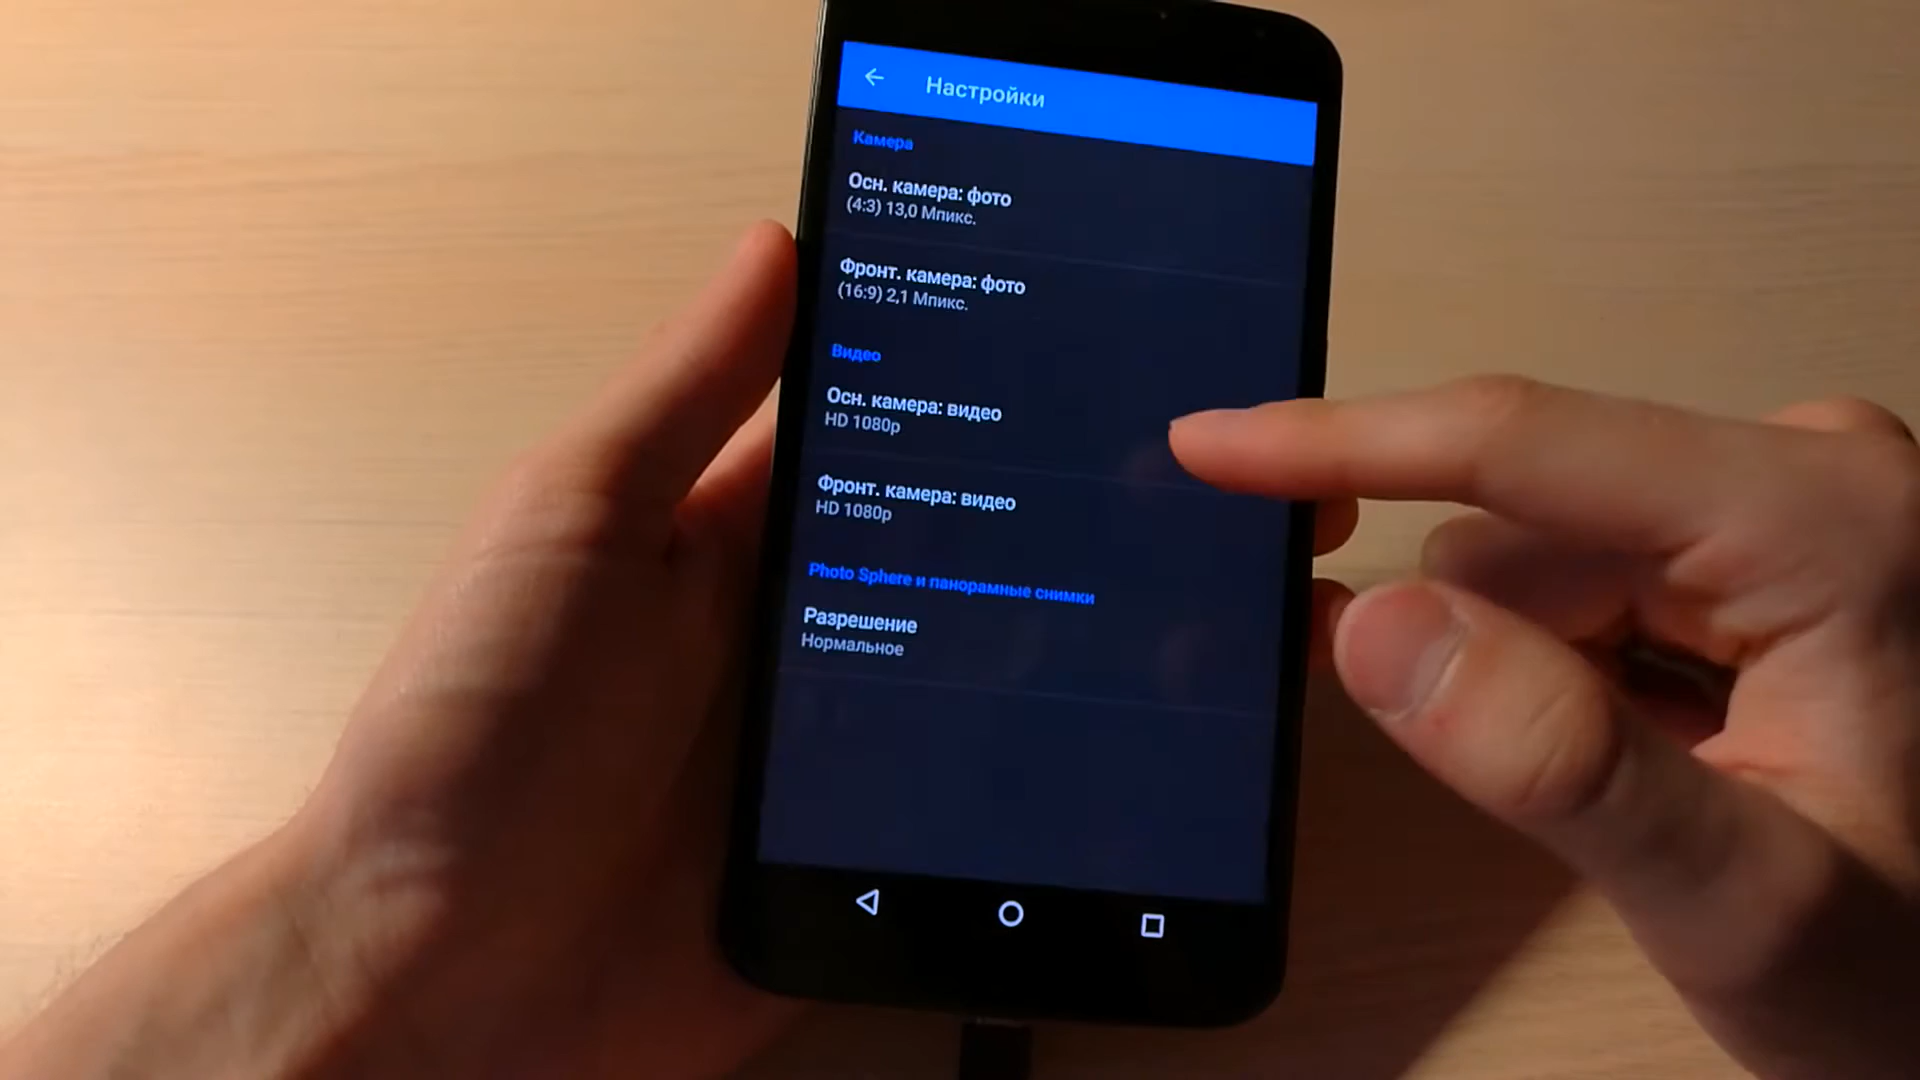 Настройки
Камера
Осн. камера: фото
(4:3) 13,0 Мпикс.
Фронт. камера: фото
(16:9) 2,1 Мпикс.
Видео
Осн. камера: видео
HD 1080p
Фронт. камера: видео
HD 1080p
Photo Sphere и панорамные снимки
Разрешение
Нормальное